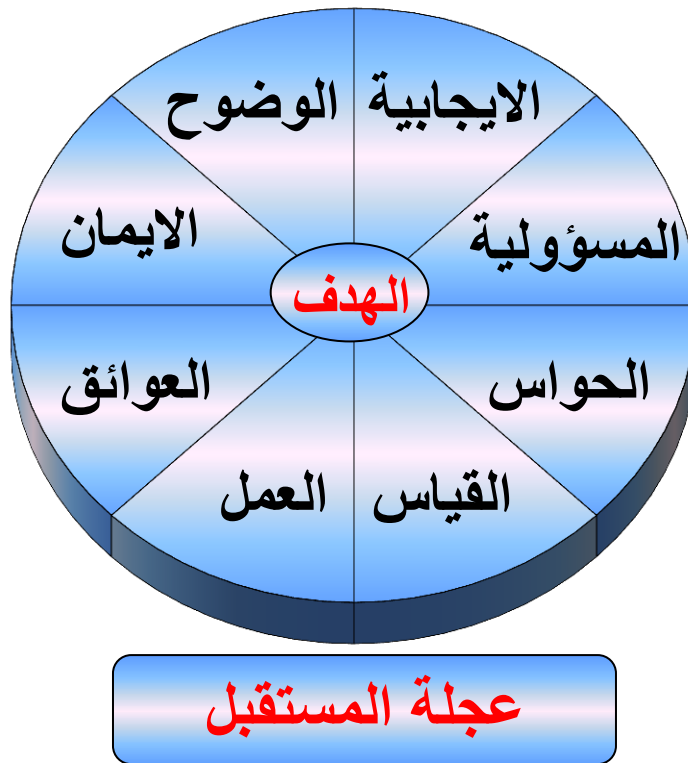 الايجابية
الوضوح
المسؤولية
الايمان
الهدف
الحواس
العوائق
القياس
العمل
عجلة المستقبل